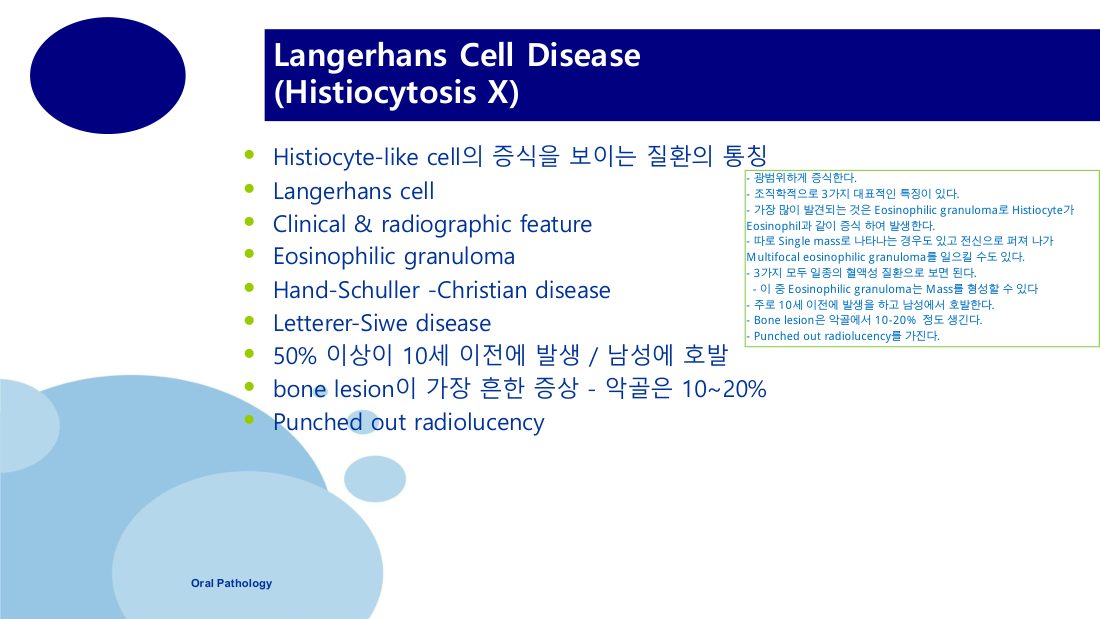 Langerhans Cell Disease
(Histiocytosis X)
Histiocyte-like cell의 증식을 보이는 질환의 통칭
Langerhans cell
Clinical & radiographic feature
Eosinophilic granuloma
Hand-Schuller -Christian disease
Letterer-Siwe disease
50% 이상이 10세 이전에 발생 / 남성에 호발
bone lesion이 가장 흔한 증상 - 악골은 10~20%
Punched out radiolucency
- 광범위하게 증식한다.
- 조직학적으로 3가지 대표적인 특징이 있다.
- 가장 많이 발견되는 것은 Eosinophilic granuloma로 Histiocyte가
Eosinophil과 같이 증식 하여 발생한다.
- 따로 Single mass로 나타나는 경우도 있고 전신으로 퍼져 나가
Multifocal eosinophilic granuloma를 일으킬 수도 있다.
- 3가지 모두 일종의 혈액성 질환으로 보면 된다.
- 이 중 Eosinophilic granuloma는 Mass를 형성할 수 있다
- 주로 10세 이전에 발생을 하고 남성에서 호발한다.
- Bone lesion은 악골에서 10-20% 정도 생긴다.
- Punched out radiolucency를 가진다.
Oral Pathology